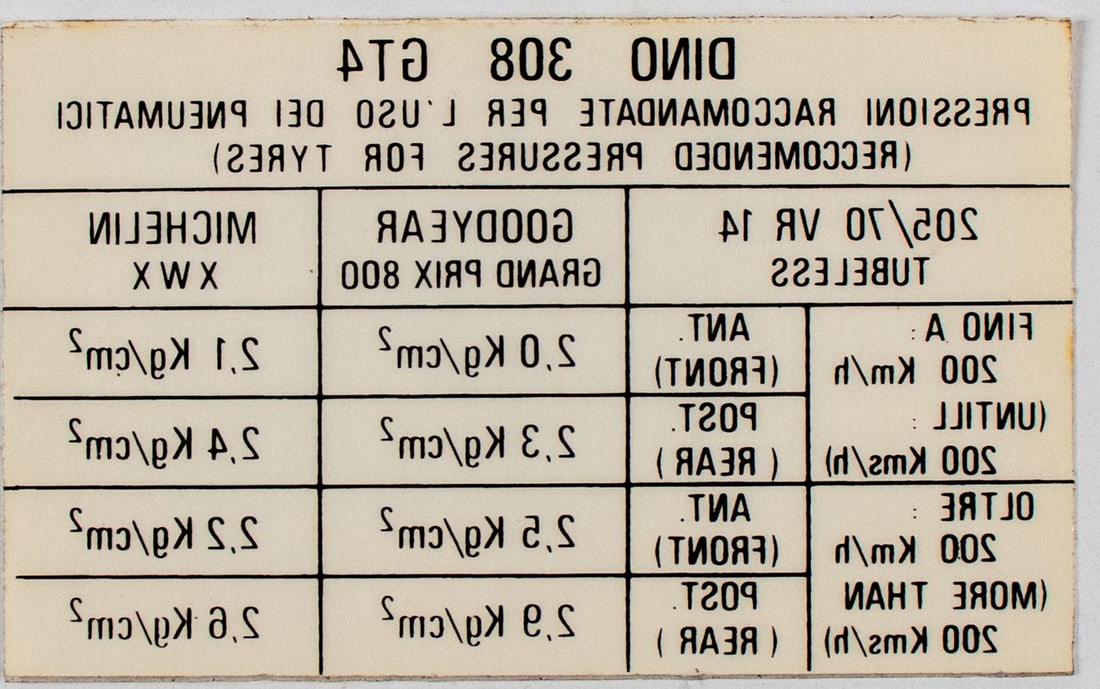 DINO 308 GT4
PRESSIONI RACCOMANDATE PER L'USO DEI PNEUMATICI
(RECCOMENDED PRESSURES FOR TYRES)
205/70 VR 14
TUBELESS
GOODYEAR
GRAND PRIX 800
MICHELIN
XWX
FINO A :
200 Km/h
(UNTILL :
200 Kms/h)
ANT.
(FRONT)
2,0 Kg/cm²
2,1 Kg/cm²
POST.
( REAR )
2,3 Kg/cm²
2,4 Kg/cm²
OLTRE :
200 Km/h
(MORE THAN
200 Kms/h)
ANT.
(FRONT)
2,5 Kg/cm²
2,2 Kg/cm²
POST.
( REAR )
2,9 Kg/cm²
2,6 Kg/cm²